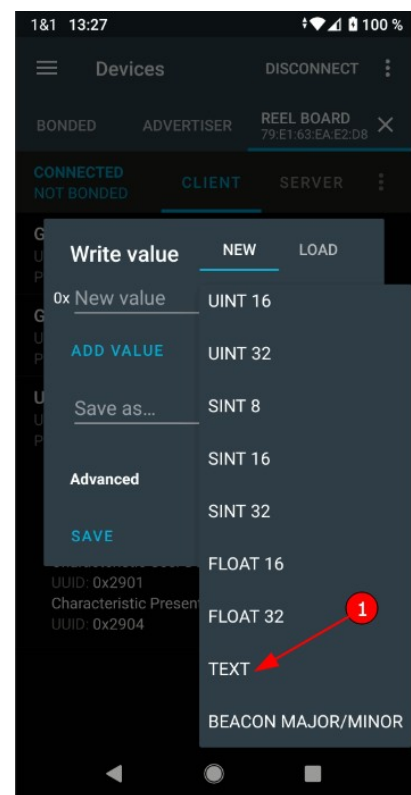 1&1 13:27 100 %
Devices DISCONNECT
BONDED ADVERTISER REEL BOARD
79:E1:63:EA:E2:D8
CONNECTED
NOT BONDED CLIENT SERVER
G
U
P
Write value NEW LOAD
0x New value
G
U
P
ADD VALUE
U
U
P
Save as...
Advanced
SAVE
UINT 16
UINT 32
SINT 8
SINT 16
SINT 32
FLOAT 16
FLOAT 32
1
TEXT
BEACON MAJOR/MINOR
UUID: 0x2901
Characteristic Presen
UUID: 0x2904